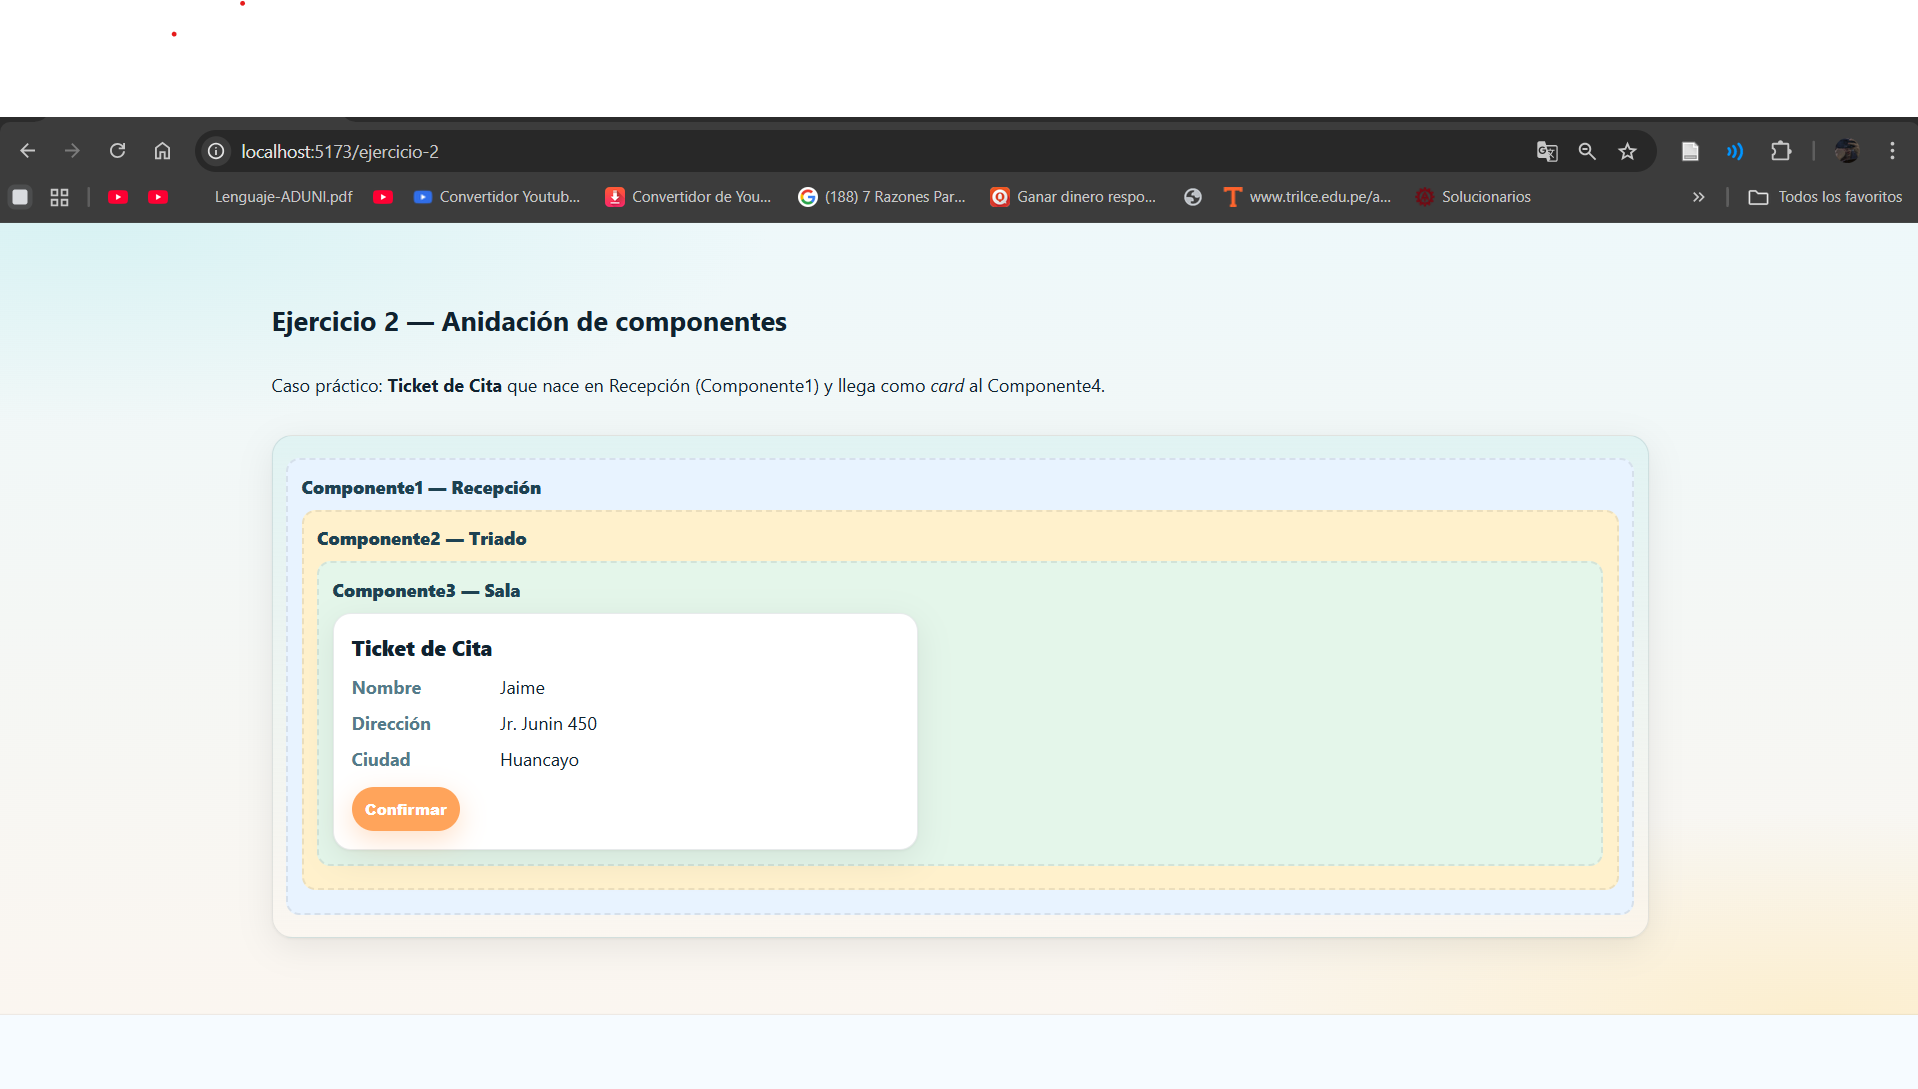 localhost:5173/ejercicio-2
Lenguaje-ADUNI.pdf Convertidor Youtub... Convertidor de You... (188) 7 Razones Par... Ganar dinero respo... www.trilce.edu.pe/a... Solucionarios » Todos los favoritos
Ejercicio 2 — Anidación de componentes
Caso práctico: Ticket de Cita que nace en Recepción (Componente1) y llega como card al Componente4.
Componente1 — Recepción
Componente2 — Triado
Componente3 — Sala
Ticket de Cita
Nombre Jaime
Dirección Jr. Junin 450
Ciudad Huancayo
Confirmar